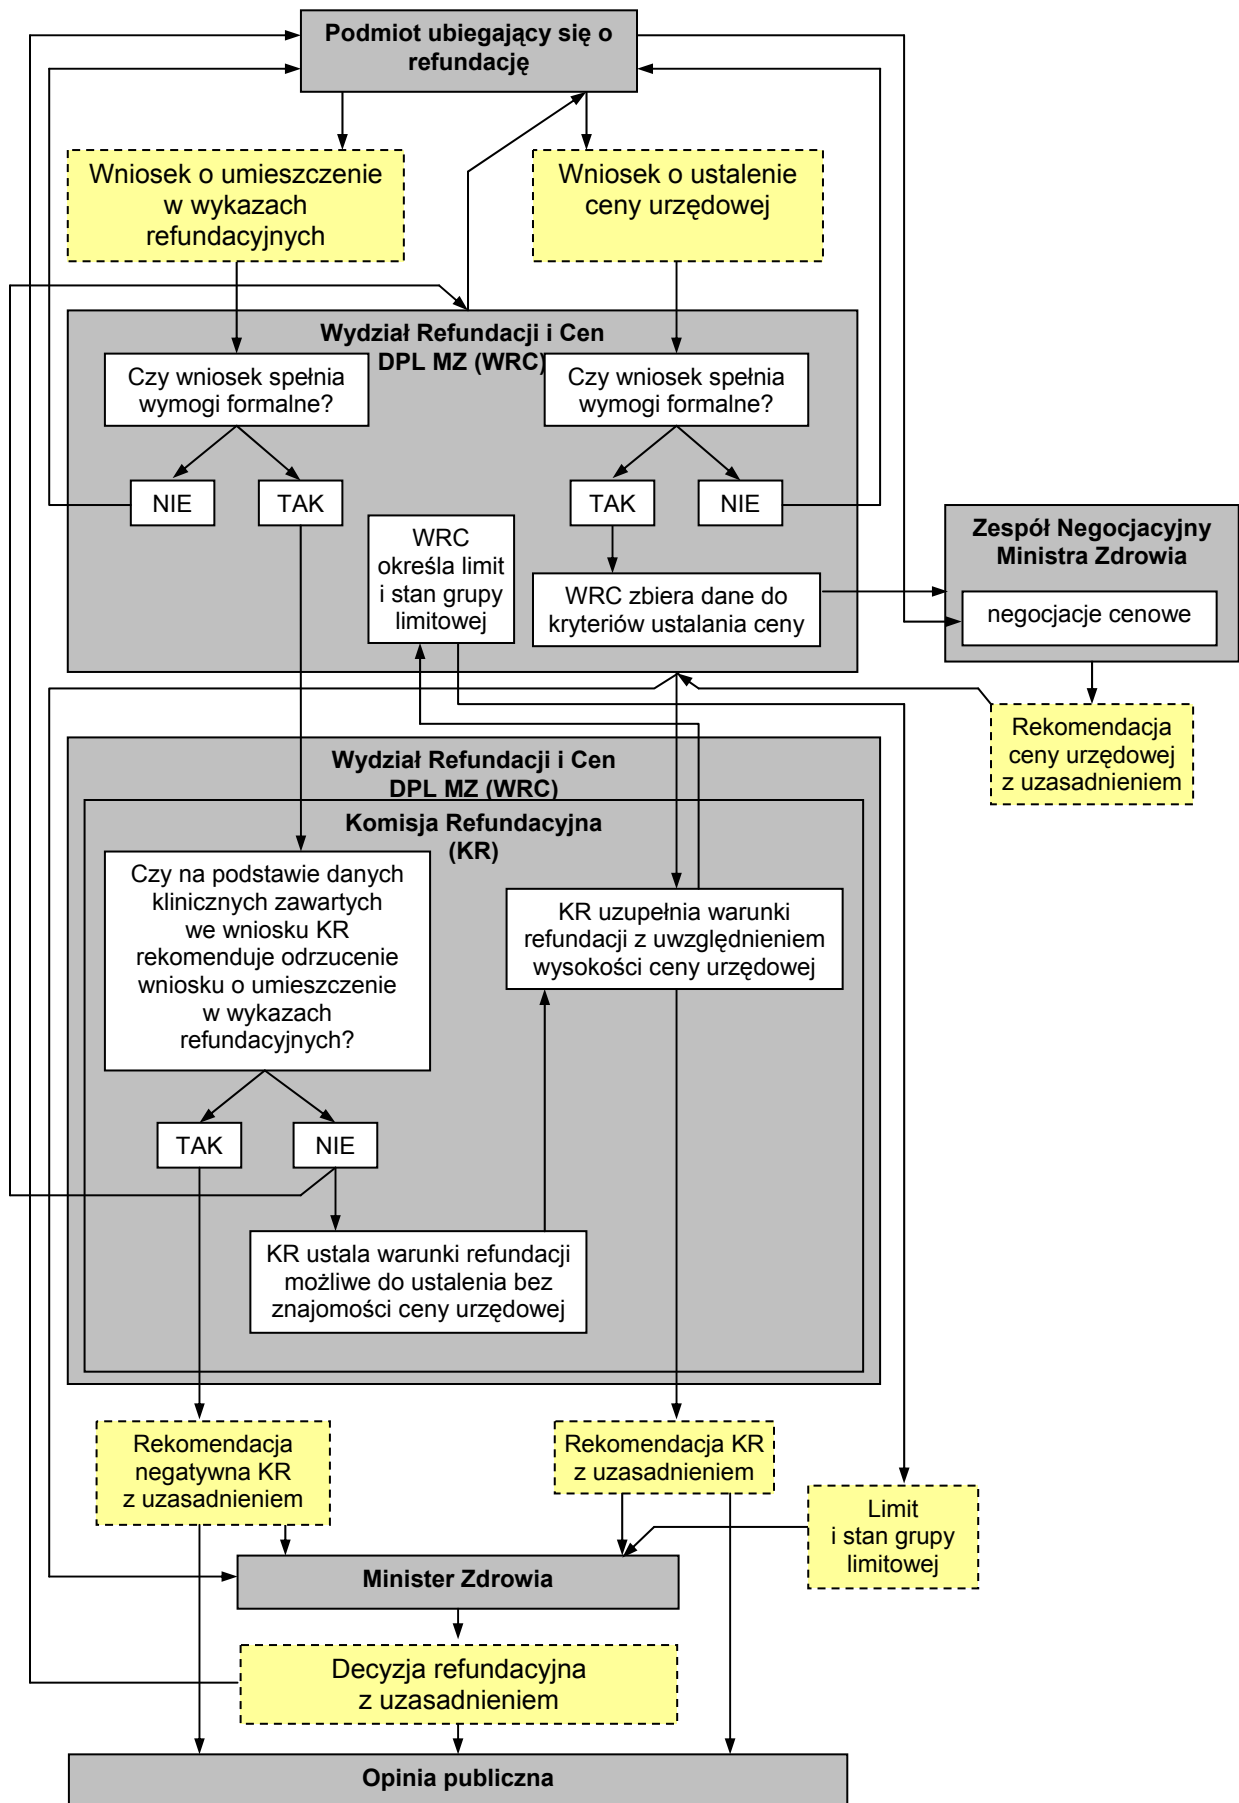 Podmiot ubiegający się o
refundację
Wniosek o umieszczenie
w wykazach
refundacyjnych
Wniosek o ustalenie
ceny urzędowej
Wydział Refundacji i Cen
DPL MZ (WRC)
Czy wniosek spełnia
wymogi formalne?
Czy wniosek spełnia
wymogi formalne?
NIE
TAK
TAK
NIE
WRC
określa limit
i stan grupy
limitowej
WRC zbiera dane do
kryteriów ustalania ceny
Zespół Negocjacyjny
Ministra Zdrowia
negocjacje cenowe
Rekomendacja
ceny urzędowej
z uzasadnieniem
Wydział Refundacji i Cen
DPL MZ (WRC)
Komisja Refundacyjna
(KR)
Czy na podstawie danych
klinicznych zawartych
we wniosku KR
rekomenduje odrzucenie
wniosku o umieszczenie
w wykazach
refundacyjnych?
KR uzupełnia warunki
refundacji z uwzględnieniem
wysokości ceny urzędowej
TAK
NIE
KR ustala warunki refundacji
możliwe do ustalenia bez
znajomości ceny urzędowej
Rekomendacja
negatywna KR
z uzasadnieniem
Rekomendacja KR
z uzasadnieniem
Limit
i stan grupy
limitowej
Minister Zdrowia
Decyzja refundacyjna
z uzasadnieniem
Opinia publiczna